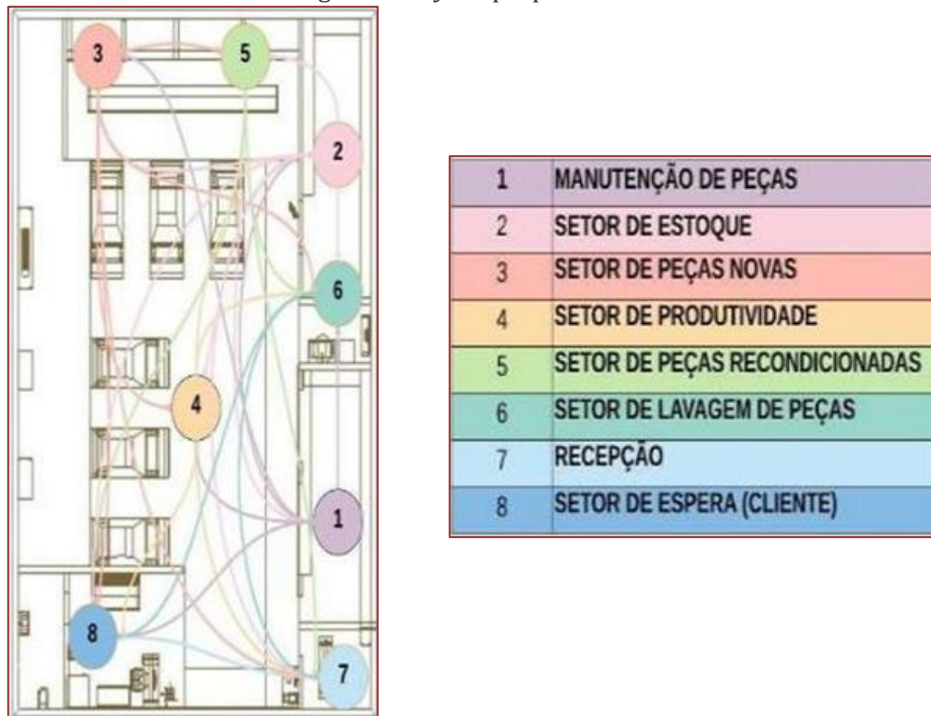 3
5
2
6
4
1
8
7
1 MANUTENÇÃO DE PEÇAS
2 SETOR DE ESTOQUE
3 SETOR DE PEÇAS NOVAS
4 SETOR DE PRODUTIVIDADE
5 SETOR DE PEÇAS RECONDICIONADAS
6 SETOR DE LAVAGEM DE PEÇAS
7 RECEPÇÃO
8 SETOR DE ESPERA (CLIENTE)